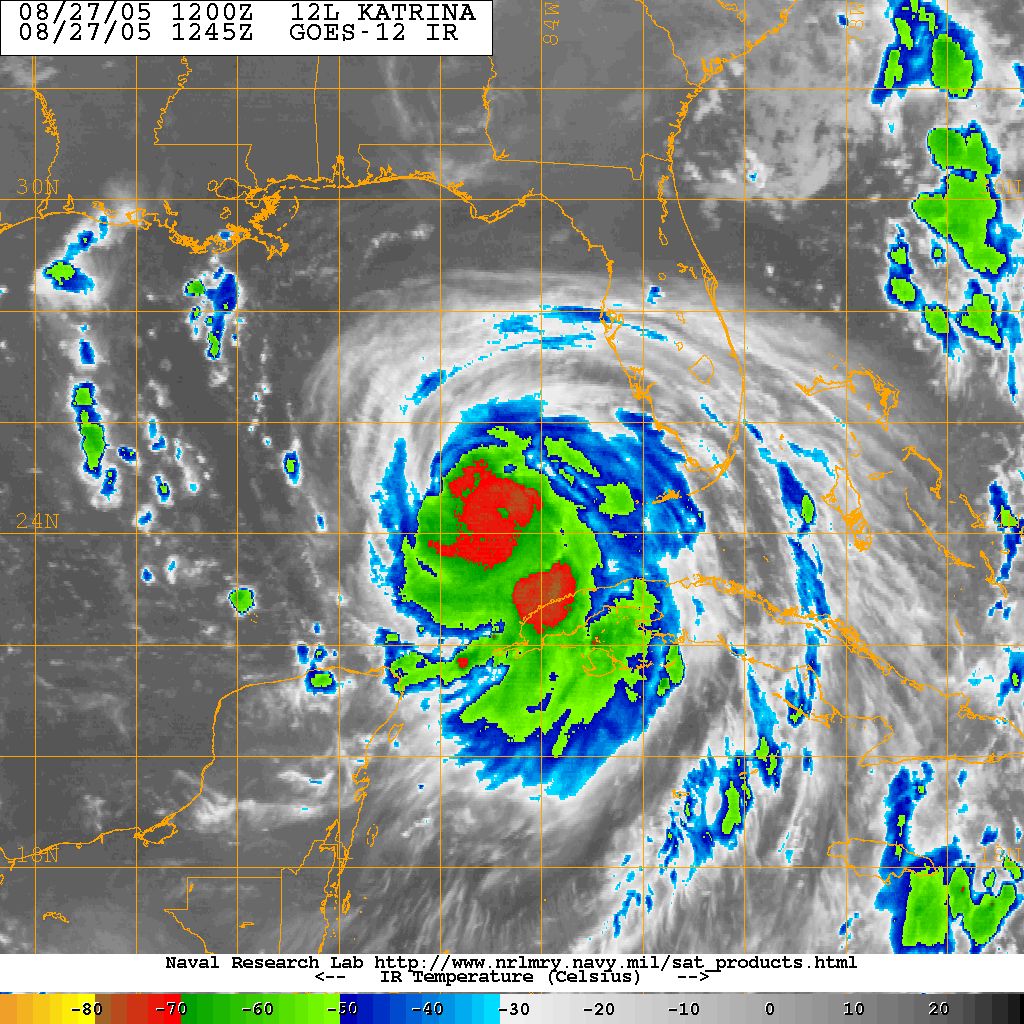 08/27/05 1200Z 12L KATRINA
08/27/05 1245Z GOES-12 IR
84W
30N
24N
18N
Naval Research Lab http://www.nrlmry.navy.mil/sat_products.html
<-- IR Temperature (Celsius) -->
-80 -70 -60 -50 -40 -30 -20 -10 0 10 20